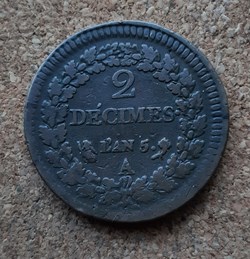 2
DÉCIMES
L'AN 5.
A